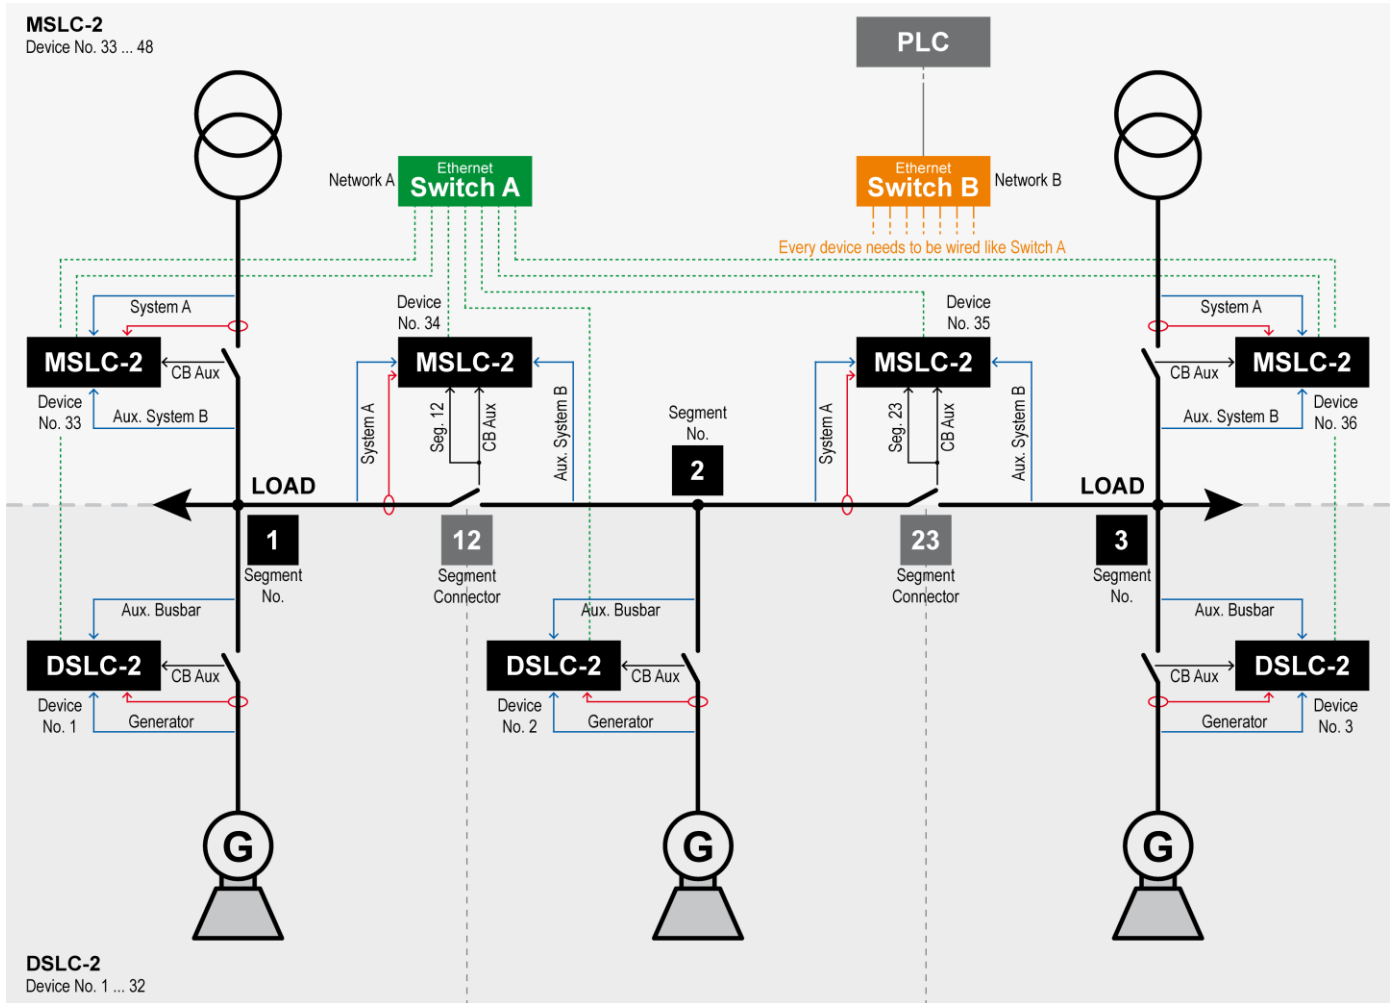 MSLC-2
Device No. 33 ... 48
PLC
Ethernet
Switch A
Network A
Ethernet
Switch B
Network B
Every device needs to be wired like Switch A
System A
MSLC-2
CB Aux
Device
No. 33
Aux. System B
Device
No. 34
MSLC-2
System A
Seg. 12
CB Aux
Aux. System B
Segment
No.
2
Device
No. 35
MSLC-2
System A
Seg. 23
CB Aux
Aux. System B
System A
MSLC-2
CB Aux
Aux. System B
Device
No. 36
LOAD
LOAD
1
Segment
No.
12
Segment
Connector
23
Segment
Connector
3
Segment
No.
Aux. Busbar
DSLC-2
CB Aux
Device
No. 1
Generator
Aux. Busbar
DSLC-2
CB Aux
Device
No. 2
Generator
Aux. Busbar
DSLC-2
CB Aux
Generator
Device
No. 3
G
G
G
DSLC-2
Device No. 1 ... 32